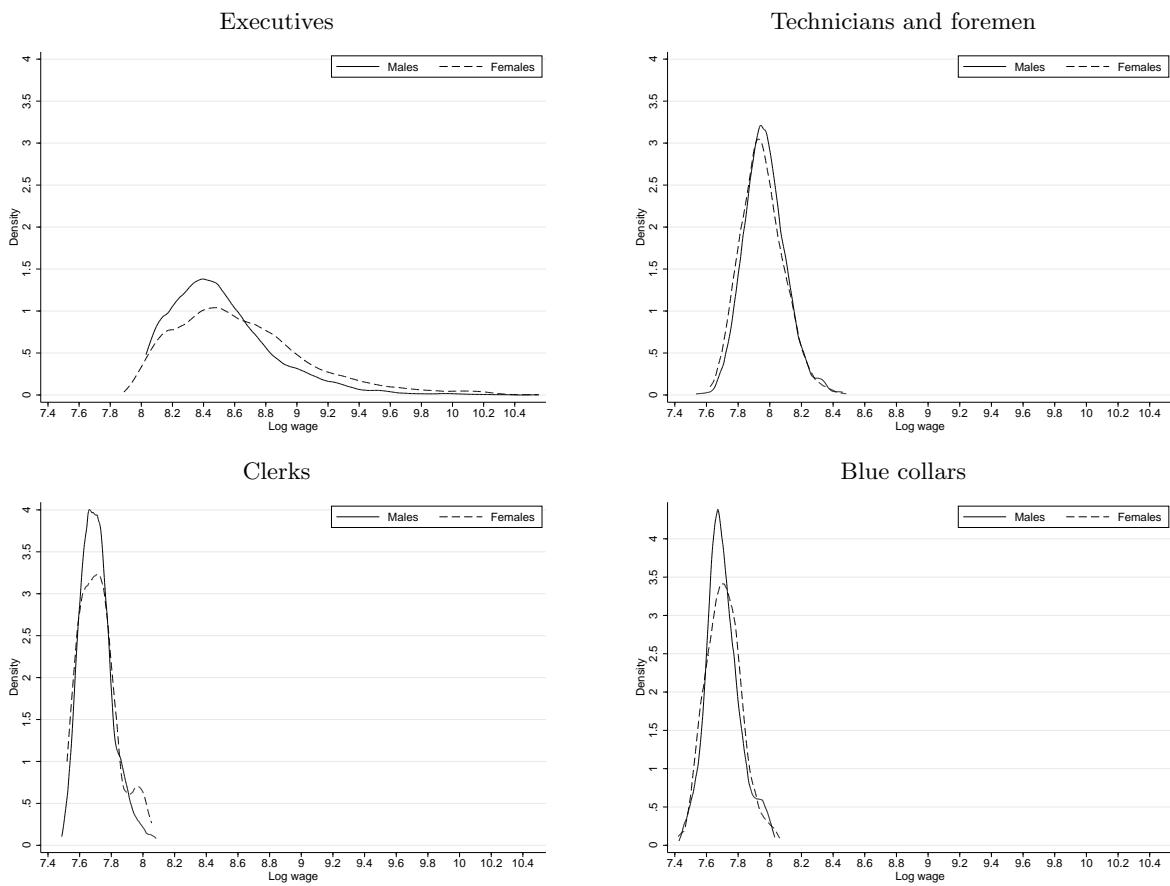 Executives
Males Females
Density
0 .5 1 1.5 2 2.5 3 3.5 4
7.4 7.6 7.8 8 8.2 8.4 8.6 8.8 9 9.2 9.4 9.6 9.8 10 10.2 10.4
Log wage
Technicians and foremen
Males Females
Density
0 .5 1 1.5 2 2.5 3 3.5 4
7.4 7.6 7.8 8 8.2 8.4 8.6 8.8 9 9.2 9.4 9.6 9.8 10 10.2 10.4
Log wage
Clerks
Males Females
Density
0 .5 1 1.5 2 2.5 3 3.5 4
7.4 7.6 7.8 8 8.2 8.4 8.6 8.8 9 9.2 9.4 9.6 9.8 10 10.2 10.4
Log wage
Blue collars
Males Females
Density
0 .5 1 1.5 2 2.5 3 3.5 4
7.4 7.6 7.8 8 8.2 8.4 8.6 8.8 9 9.2 9.4 9.6 9.8 10 10.2 10.4
Log wage